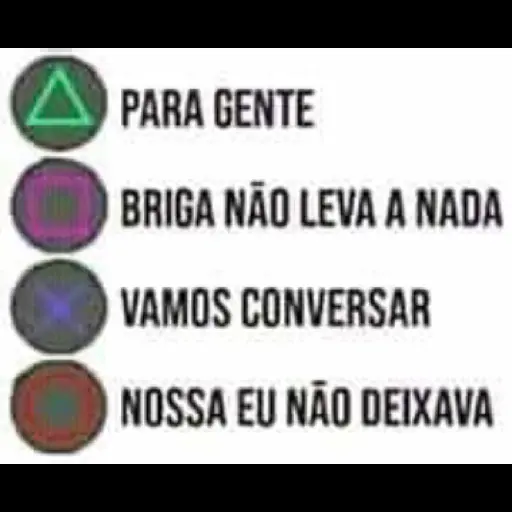 PARA GENTE
BRIGA NÃO LEVA A NADA
VAMOS CONVERSAR
NOSSA EU NÃO DEIXAVA